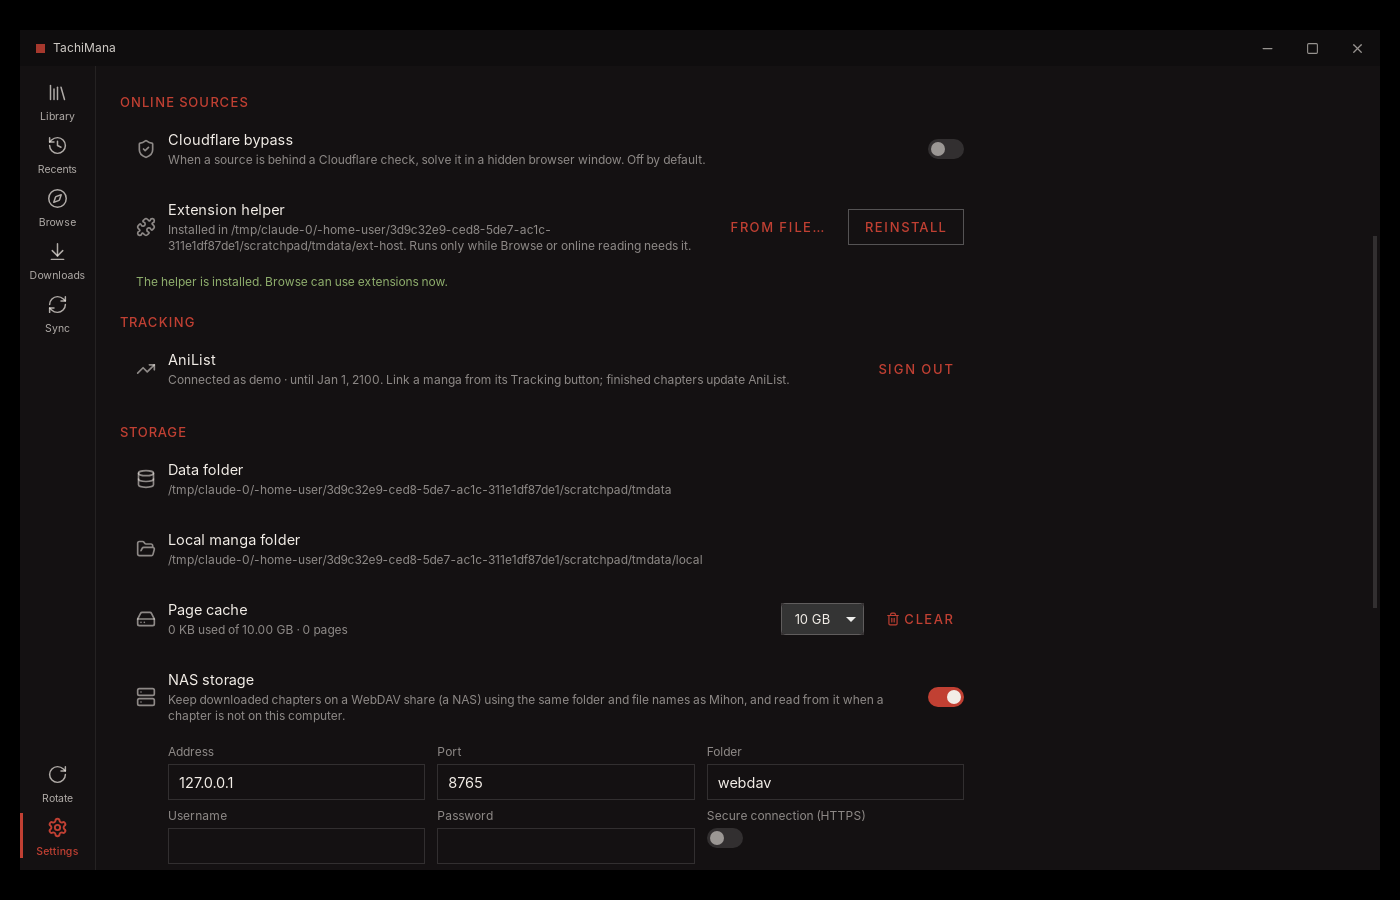 TachiMana
Library
Recents
Browse
Downloads
Sync
Rotate
Settings
ONLINE SOURCES
Cloudflare bypass
When a source is behind a Cloudflare check, solve it in a hidden browser window. Off by default.
Extension helper
Installed in /tmp/claude-0/-home-user/3d9c32e9-ced8-5de7-ac1c-
311e1df87de1/scratchpad/tmdata/ext-host. Runs only while Browse or online reading needs it.
FROM FILE...
REINSTALL
The helper is installed. Browse can use extensions now.
TRACKING
AniList
Connected as demo · until Jan 1, 2100. Link a manga from its Tracking button; finished chapters update AniList.
SIGN OUT
STORAGE
Data folder
/tmp/claude-0/-home-user/3d9c32e9-ced8-5de7-ac1c-311e1df87de1/scratchpad/tmdata
Local manga folder
/tmp/claude-0/-home-user/3d9c32e9-ced8-5de7-ac1c-311e1df87de1/scratchpad/tmdata/local
Page cache
0 KB used of 10.00 GB · 0 pages
10 GB
CLEAR
NAS storage
Keep downloaded chapters on a WebDAV share (a NAS) using the same folder and file names as Mihon, and read from it when a
chapter is not on this computer.
Address
Port
Folder
127.0.0.1
8765
webdav
Username
Password
Secure connection (HTTPS)